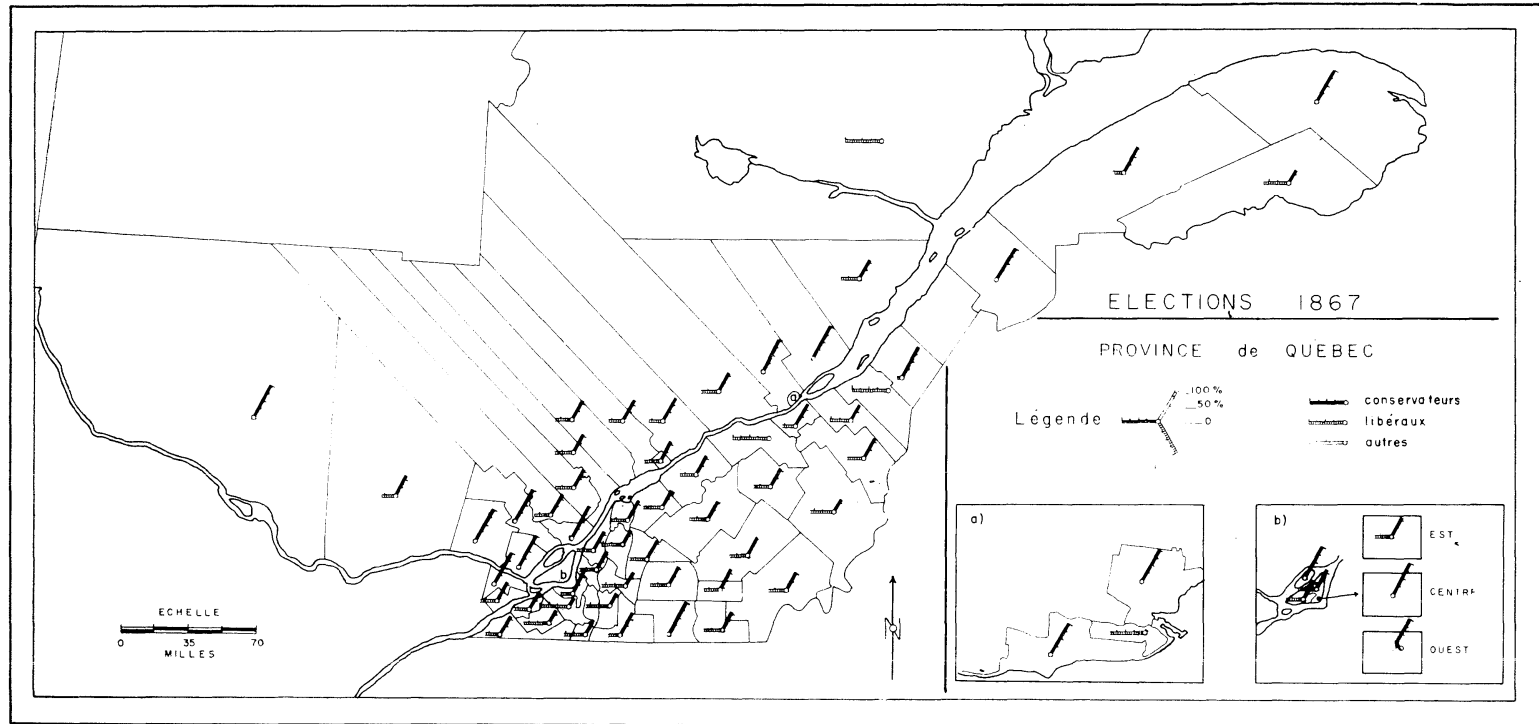 ELECTIONS 1867
PROVINCE de QUEBEC
Légende
100%
50%
0
conservateurs
libéraux
autres
a
b
ECHELLE
0 35 70
MILLES
N
a)
b)
EST
CENTRE
OUEST